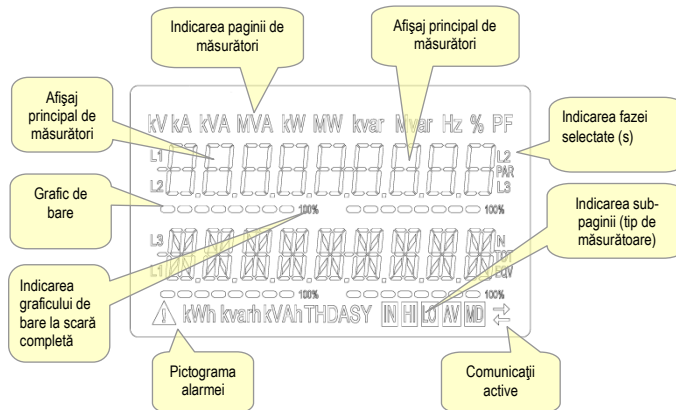 Indicarea paginii de
măsurători
Afişaj principal de
măsurători
Afişaj
principal de
măsurători
Indicarea fazei
selectate (s)
kV kA kVA MVA kW MW kvar Mvar Hz % PF
L1
L2
PAR
L2
L3
Grafic de
bare
100%
100%
Indicarea sub-
paginii (tip de
măsurătoare)
L3
N
TOT
L1
EQV
Indicarea
graficului de
bare la scară
completă
100%
100%
kWh kvarh kVAh THD ASY IN HI LO AV MD
Pictograma
alarmei
Comunicaţii
active